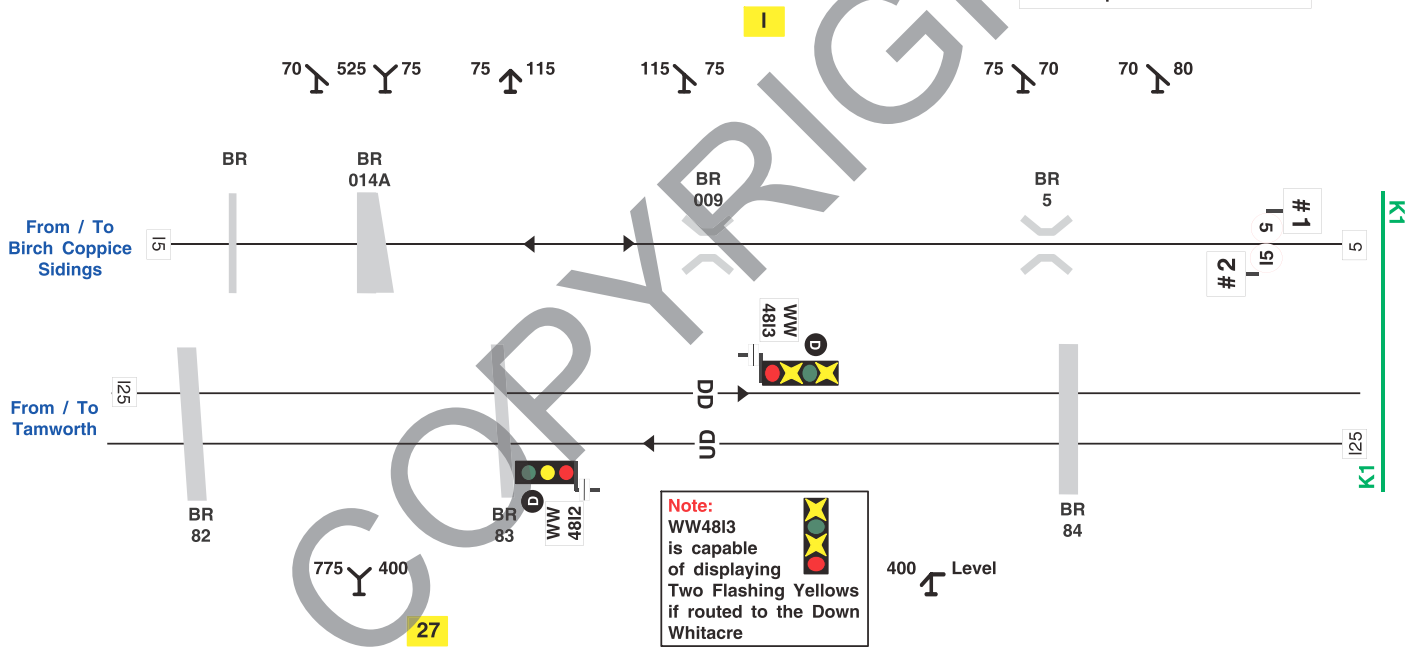 I
70 525 75
75 115
115 75
75 70
70 80
BR
BR
014A
BR
009
BR
5
K1
#1
5
From / To
Birch Coppice
Sidings
I5
5
I5
#2
WW
48I3
D
I25
DD
From / To
Tamworth
UD
I25
K1
BR
82
BR
83
D
WW
48I2
BR
84
Note:
WW48I3
is capable
of displaying
Two Flashing Yellows
if routed to the Down
Whitacre
775 400
400 Level
27
COPYRIG